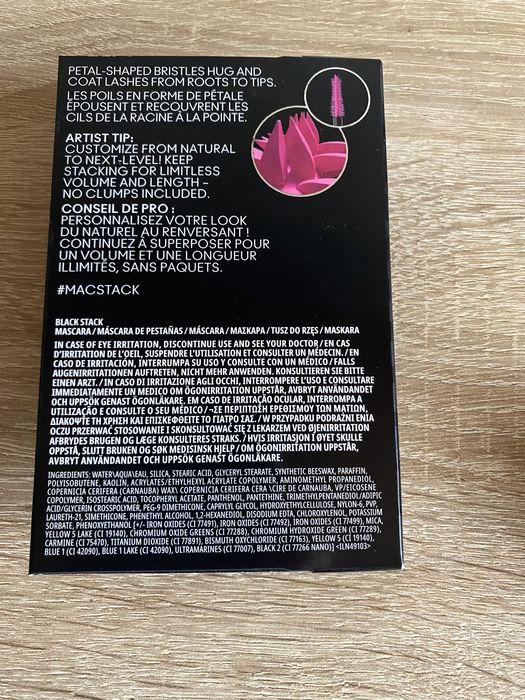 PETAL-SHAPED BRISTLES HUG AND
COAT LASHES FROM ROOTS TO TIPS.
LES POILS EN FORME DE PÉTALE
ÉPOUSENT ET RECOUVRENT LES
CILS DE LA RACINE À LA POINTE.
ARTIST TIP:
CUSTOMIZE FROM NATURAL
TO NEXT-LEVEL! KEEP
STACKING FOR LIMITLESS
VOLUME AND LENGTH –
NO CLUMPS INCLUDED.
CONSEIL DE PRO :
PERSONNALISEZ VOTRE LOOK
DU NATUREL AU RENVERSANT !
CONTINUEZ À SUPERPOSER POUR
UN VOLUME ET UNE LONGUEUR
ILLIMITÉS, SANS PAQUETS.
#MACSTACK
BLACK STACK
MASCARA / MÁSCARA DE PESTAÑAS / MÁSCARA / ΜΑΣΚΑΡΑ / TUSZ DO RZĘS / MASKARA
IN CASE OF EYE IRRITATION, DISCONTINUE USE AND SEE YOUR DOCTOR / EN CAS
D'IRRITATION DE L'OEIL, SUSPENDRE L'UTILISATION ET CONSULTER UN MÉDECIN. / EN
CASO DE IRRITACIÓN, INTERRUMPA SU USO Y CONSULTE CON UN MÉDICO / FALLS
AUGENIRRITATIONEN AUFTRETEN, NICHT MEHR ANWENDEN. KONSULTIEREN SIE BITTE
EINEN ARZT. / IN CASO DI IRRITAZIONE AGLI OCCHI, INTERROMPERE L'USO E CONSULTARE
IMMEDIATAMENTE UN MEDICO OM ÖGONIRRITATION UPPSTÅR, AVBRYT ANVÄNDANDET
OCH UPPSÖK GENAST ÖGONLÄKARE. EM CASO DE IRRITAÇÃO OCULAR, INTERROMPA A
UTILIZAÇÃO E CONSULTE O SEU MÉDICO / ¬ΣΕ ΠΕΡΙΠΤΩΣΗ ΕΡΕΘΙΣΜΟΥ ΤΩΝ ΜΑΤΙΩΝ,
ΔΙΑΚΟΨΤΕ ΤΗ ΧΡΗΣΗ ΚΑΙ ΕΠΙΣΚΕΦΘΕΙΤΕ ΤΟ ΓΙΑΤΡΟ ΣΑΣ. / W PRZYPADKU PODRAŻNI ENIA
OCZU PRZERWAĆ STOSOWANIE I SKONSULTOWAĆ SIĘ Z LEKARZEM VED ØJENIRRITATION
AFBRYDES BRUGEN OG LÆGE KONSULTERES STRAKS. / HVIS IRRITASJON I ØYET SKULLE
OPPSTÅ, SLUTT BRUKEN OG SØK MEDISINSK HJELP / OM ÖGONIRRITATION UPPSTÅR,
AVBRYT ANVÄNDANDET OCH UPPSÖK GENAST ÖGONLÄKARE.
INGREDIENTS: WATER\AQUA\EAU, SILICA, STEARIC ACID, GLYCERYL STEARATE, SYNTHETIC BEESWAX, PARAFFIN,
POLYISOBUTENE, KAOLIN, ACRYLATES/ETHYLHEXYL ACRYLATE COPOLYMER, AMINOMETHYL PROPANEDIOL,
COPERNICIA CERIFERA (CARNAUBA) WAX\ COPERNICIA CERIFERA CERA \CIRE DE CARNAUBA, VP/EICOSENE
COPOLYMER, ISOSTEARIC ACID, TOCOPHERYL ACETATE, PANTHENOL, PANTETHINE, TRIMETHYLPENTANEDIOL/ADIPIC
ACID/GLYCERIN CROSSPOLYMER, PEG-9 DIMETHICONE, CAPRYLYL GLYCOL, HYDROXYETHYLCELLULOSE, NYLON-6, PVP,
LAURETH-21, SIMETHICONE, PHENETHYL ALCOHOL, 1,2-HEXANEDIOL, DISODIUM EDTA, CHLOROXYLENOL, POTASSIUM
SORBATE, PHENOXYETHANOL [+/- IRON OXIDES (CI 77491), IRON OXIDES (CI 77492), IRON OXIDES (CI 77499), MICA,
YELLOW 5 LAKE (CI 19140), CHROMIUM OXIDE GREENS (CI 77288), CHROMIUM HYDROXIDE GREEN (CI 77289),
CARMINE (CI 75470), TITANIUM DIOXIDE (CI 77891), BISMUTH OXYCHLORIDE (CI 77163), YELLOW 5 (CI 19140),
BLUE 1 (CI 42090), BLUE 1 LAKE (CI 42090), ULTRAMARINES (CI 77007), BLACK 2 (CI 77266 NANO)] <ILN49103>